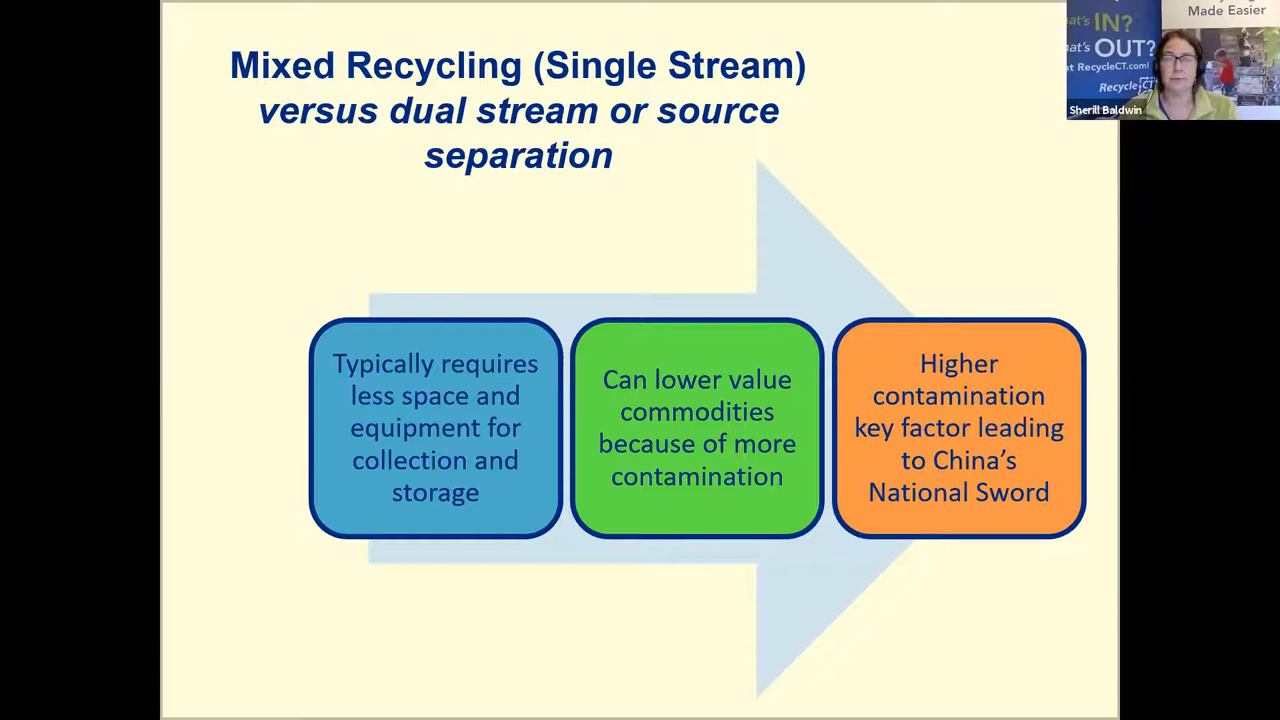 Mixed Recycling (Single Stream)
versus dual stream or source
separation
Typically requires
less space and
equipment for
collection and
storage
Can lower value
commodities
because of more
contamination
Higher
contamination
key factor leading
to China's
National Sword
Made Easier
IN?
OUT?
at RecycleCT.com!
RecycleCT
Sherill Baldwin